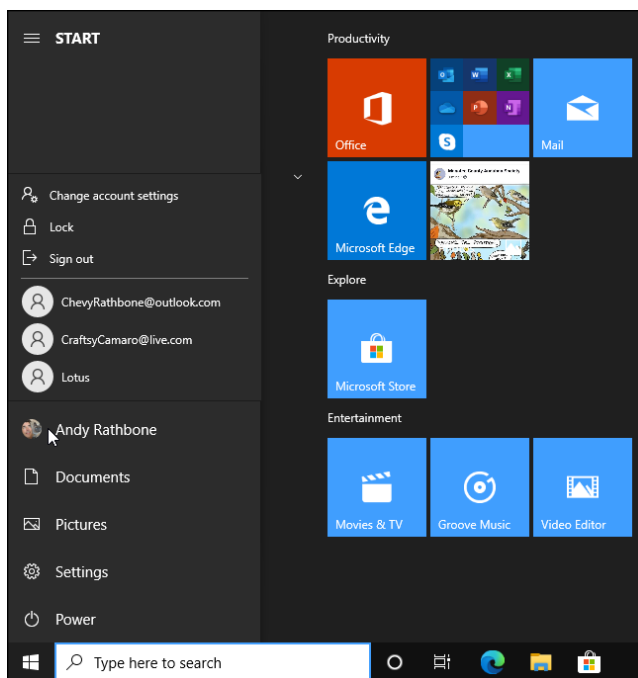 START
Change account settings
Lock
Sign out
ChevyRathbone@outlook.com
CraftsyCamaro@live.com
Lotus
Andy Rathbone
Documents
Pictures
Settings
Power
Productivity
Office
Mail
Microsoft Edge
Explore
Microsoft Store
Entertainment
Movies & TV
Groove Music
Video Editor
Type here to search